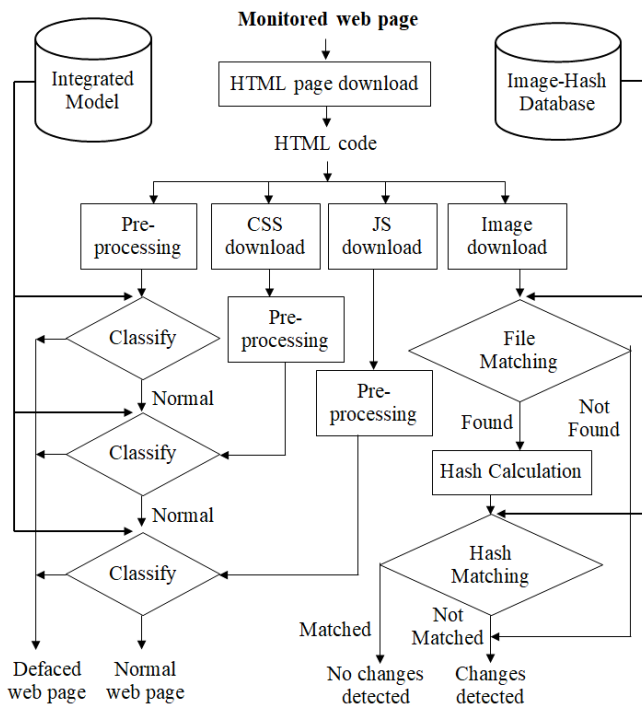 Monitored web page
Integrated
Model
HTML page download
Image-Hash
Database
HTML code
Pre-
processing
CSS
download
JS
download
Image
download
Classify
Pre-
processing
File
Matching
Pre-
processing
Normal
Found
Not
Found
Classify
Hash Calculation
Normal
Classify
Hash
Matching
Matched
Not
Matched
Defaced
web page
Normal
web page
No changes
detected
Changes
detected